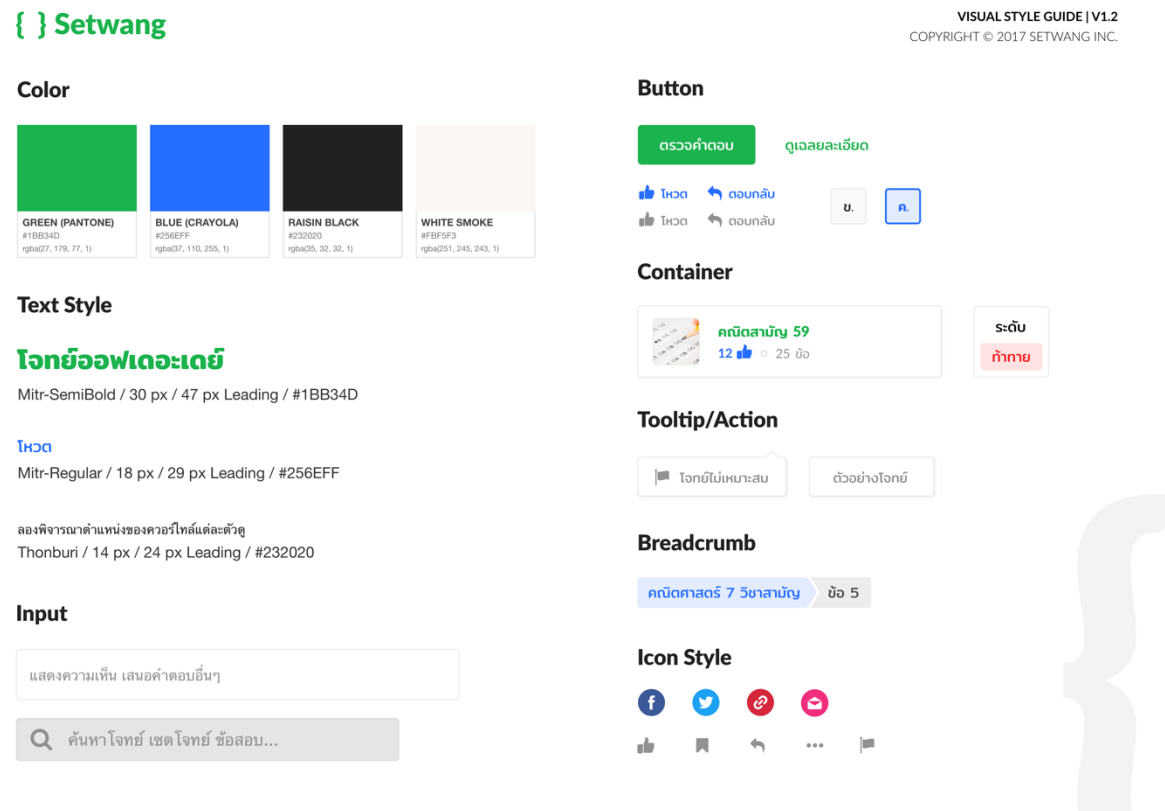 { } Setwang
VISUAL STYLE GUIDE | V1.2
COPYRIGHT © 2017 SETWANG INC.
Color
GREEN (PANTONE)
#1BB34D
rgba(27, 179, 77, 1)
BLUE (CRAYOLA)
#256EFF
rgba(37, 110, 255, 1)
RAISIN BLACK
#232020
rgba(35, 32, 32, 1)
WHITE SMOKE
#FBF5F3
rgba(251, 245, 243, 1)
Text Style
โจทย์ออฟเดอะเดย์
Mitr-SemiBold / 30 px / 47 px Leading / #1BB34D
โหวต
Mitr-Regular / 18 px / 29 px Leading / #256EFF
ลองพิจารณาตำแหน่งของควอร์ไทล์แต่ละตัวดู
Thonburi / 14 px / 24 px Leading / #232020
Input
แสดงความเห็น เสนอคำตอบอื่นๆ
ค้นหาโจทย์ เซตโจทย์ ข้อสอบ...
Button
ตรวจคำตอบ
ดูเฉลยละเอียด
โหวต ตอบกลับ
โหวต ตอบกลับ
ข.
ค.
Container
คณิตสามัญ 59
12 25 ข้อ
ระดับ
ท้าทาย
Tooltip/Action
โจทย์ไม่เหมาะสม
ตัวอย่างโจทย์
Breadcrumb
คณิตศาสตร์ 7 วิชาสามัญ ข้อ 5
Icon Style